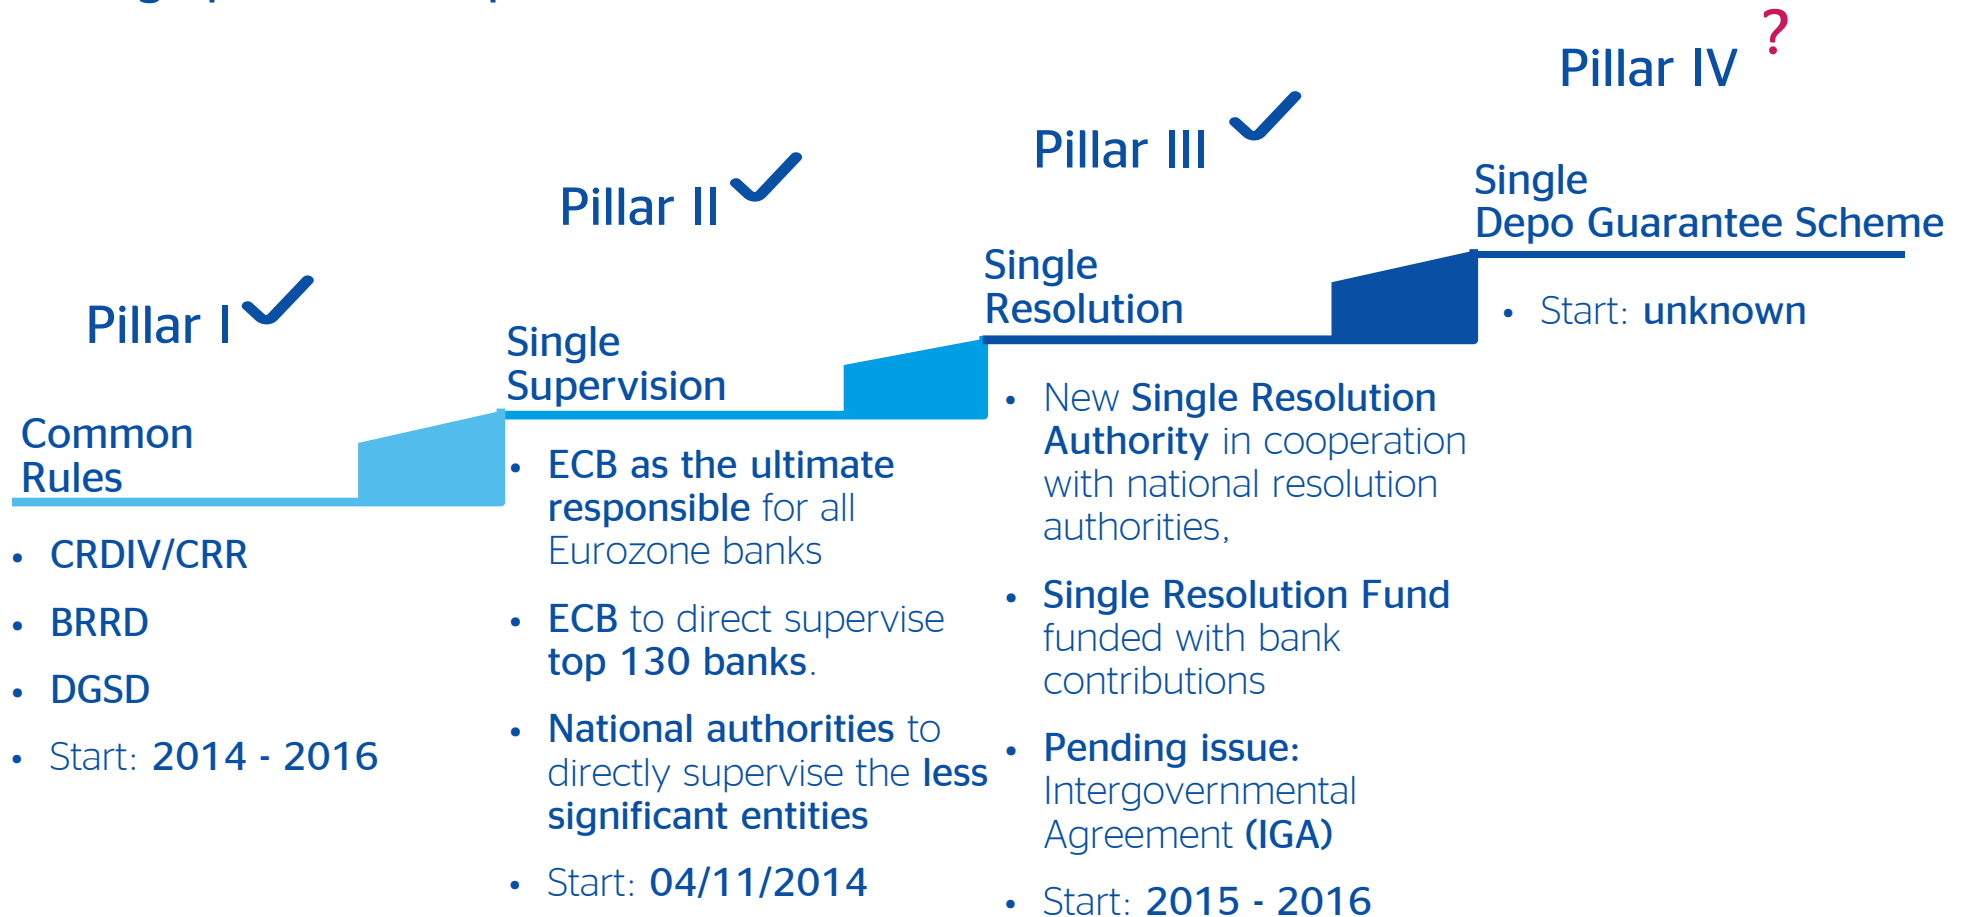 Pillar I
Common
Rules
• CRDIV/CRR
• BRRD
• DGSD
• Start: 2014 - 2016
Pillar II
Single
Supervision
• ECB as the ultimate
responsible for all
Eurozone banks
• ECB to direct supervise
top 130 banks.
• National authorities to
directly supervise the less
significant entities
• Start: 04/11/2014
Pillar III
Single
Resolution
• New Single Resolution
Authority in cooperation
with national resolution
authorities,
• Single Resolution Fund
funded with bank
contributions
• Pending issue:
Intergovernmental
Agreement (IGA)
• Start: 2015 - 2016
Pillar IV ?
Single
Depo Guarantee Scheme
• Start: unknown